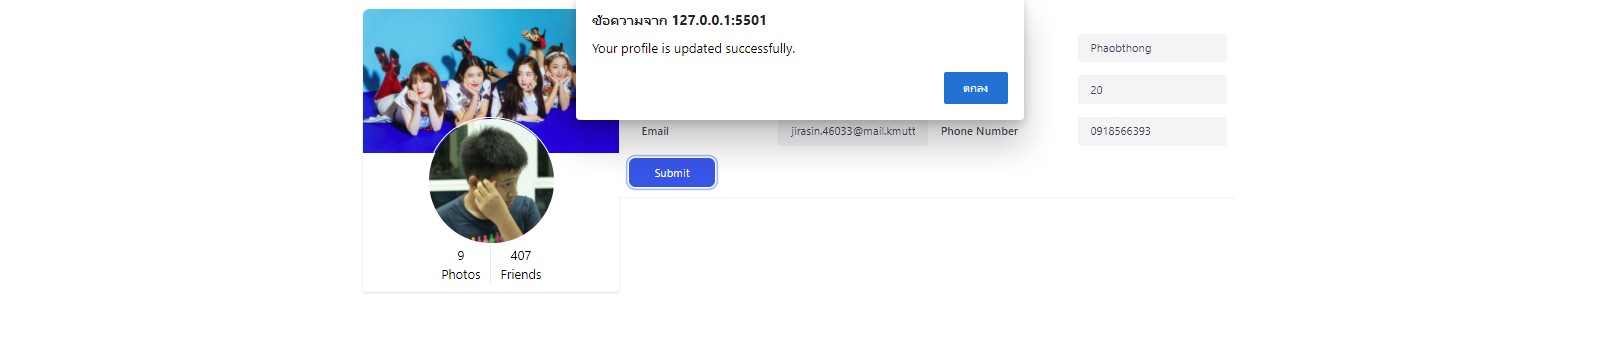 ข้อความจาก 127.0.0.1:5501
Your profile is updated successfully.
ตกลง
Phaobthong
20
Email jirasin.46033@mail.kmutt Phone Number 0918566393
Submit
9 407
Photos Friends